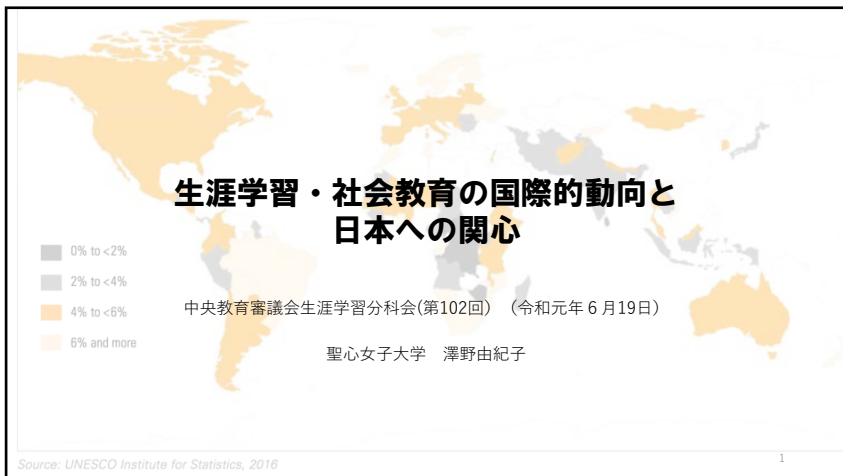 生涯学習・社会教育の国際的動向と
日本への関心
0% to <2%
2% to <4%
4% to <6%
6% and more
中央教育審議会生涯学習分科会(第102回) (令和元年６月19日)
聖心女子大学　澤野由紀子
Source: UNESCO Institute for Statistics, 2016
1